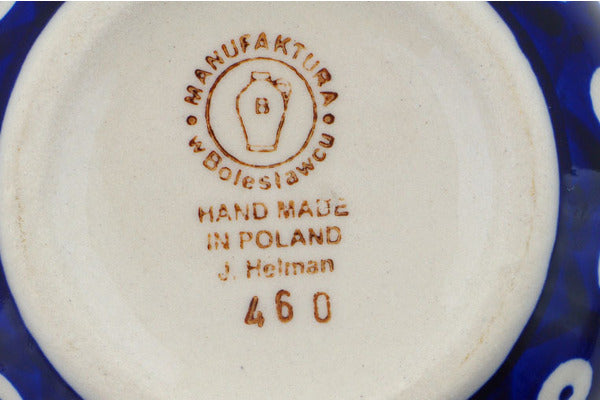 MANUFAKTURA
B
w Bolesławcu
HAND MADE
IN POLAND
J. Helman
460